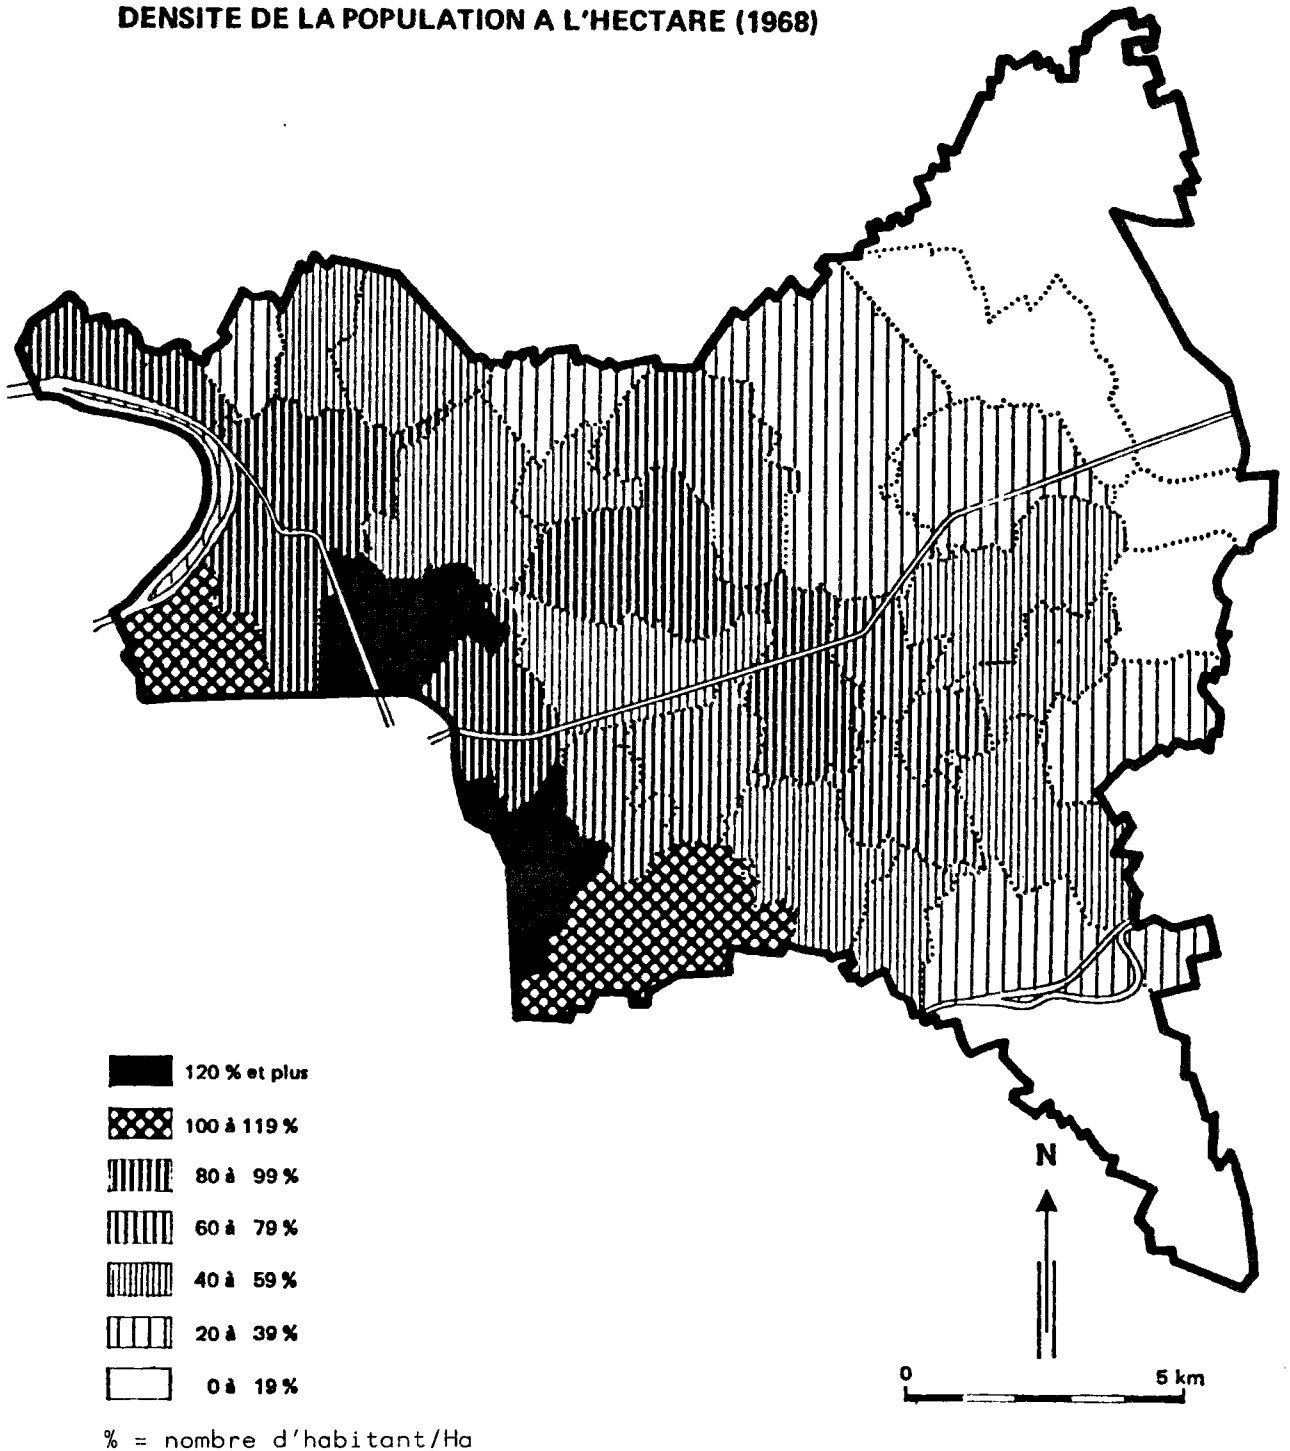 DENSITE DE LA POPULATION A L'HECTARE (1968)
120 % et plus
100 à 119 %
80 à 99 %
60 à 79 %
40 à 59 %
20 à 39 %
0 à 19 %
% = nombre d'habitant/Ha
N
0 5 km